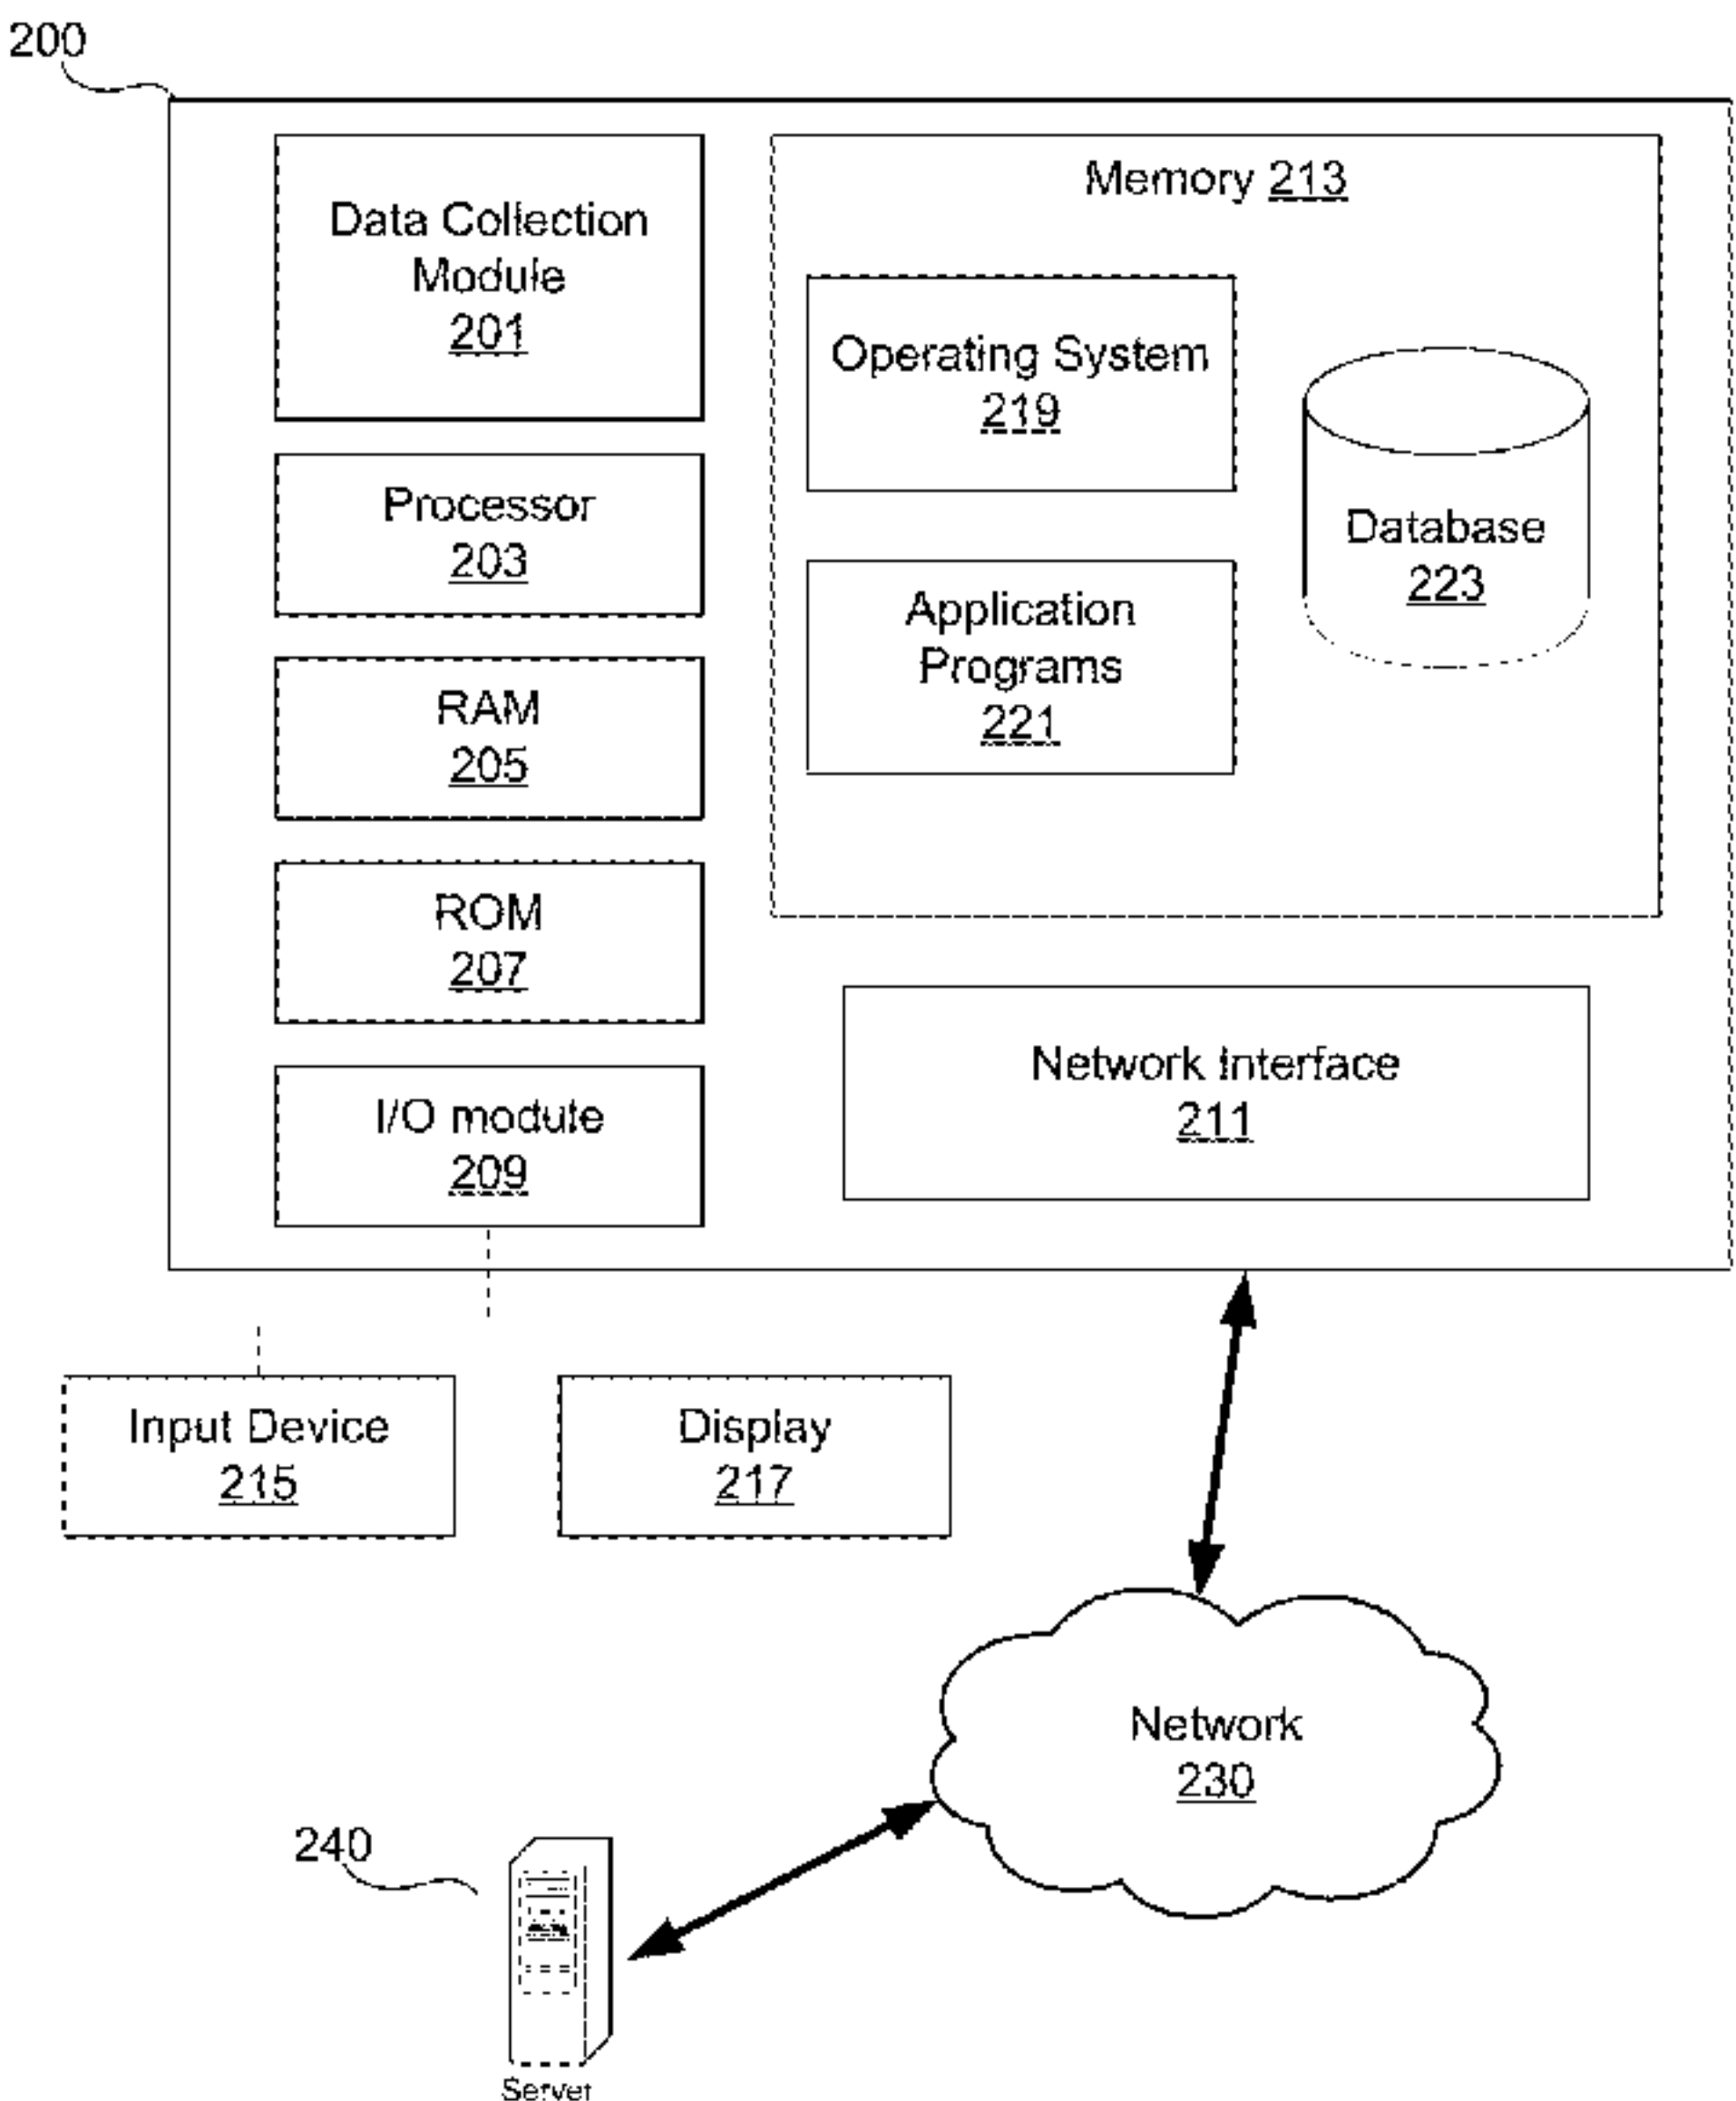 200
Data Collection
Module
201
Processor
203
RAM
205
ROM
207
I/O module
209
Memory 213
Operating System
219
Application
Programs
221
Database
223
Network Interface
211
Input Device
215
Display
217
Network
230
240
Server